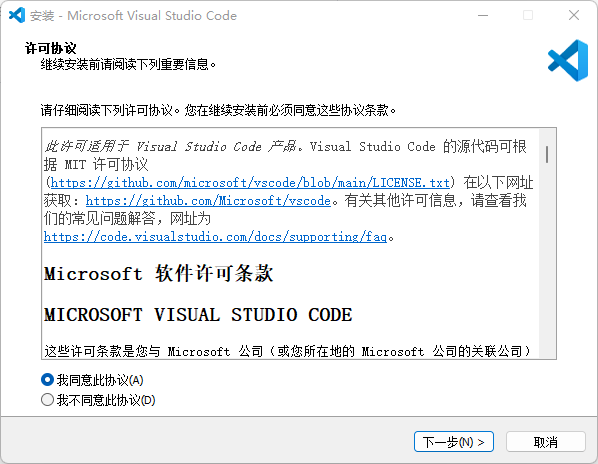 安装 - Microsoft Visual Studio Code
许可协议
继续安装前请阅读下列重要信息。
请仔细阅读下列许可协议。您在继续安装前必须同意这些协议条款。
此许可适用于 Visual Studio Code 产品。Visual Studio Code 的源代码可根
据 MIT 许可协议
(https://github.com/microsoft/vscode/blob/main/LICENSE.txt) 在以下网址
获取：https://github.com/Microsoft/vscode。有关其他许可信息，请查看我
们的常见问题解答，网址为
https://code.visualstudio.com/docs/supporting/faq。
Microsoft 软件许可条款
MICROSOFT VISUAL STUDIO CODE
这些许可条款是您与 Microsoft 公司（或您所在地的 Microsoft 公司的关联公司）
我同意此协议(A)
我不同意此协议(D)
下一步(N) >
取消